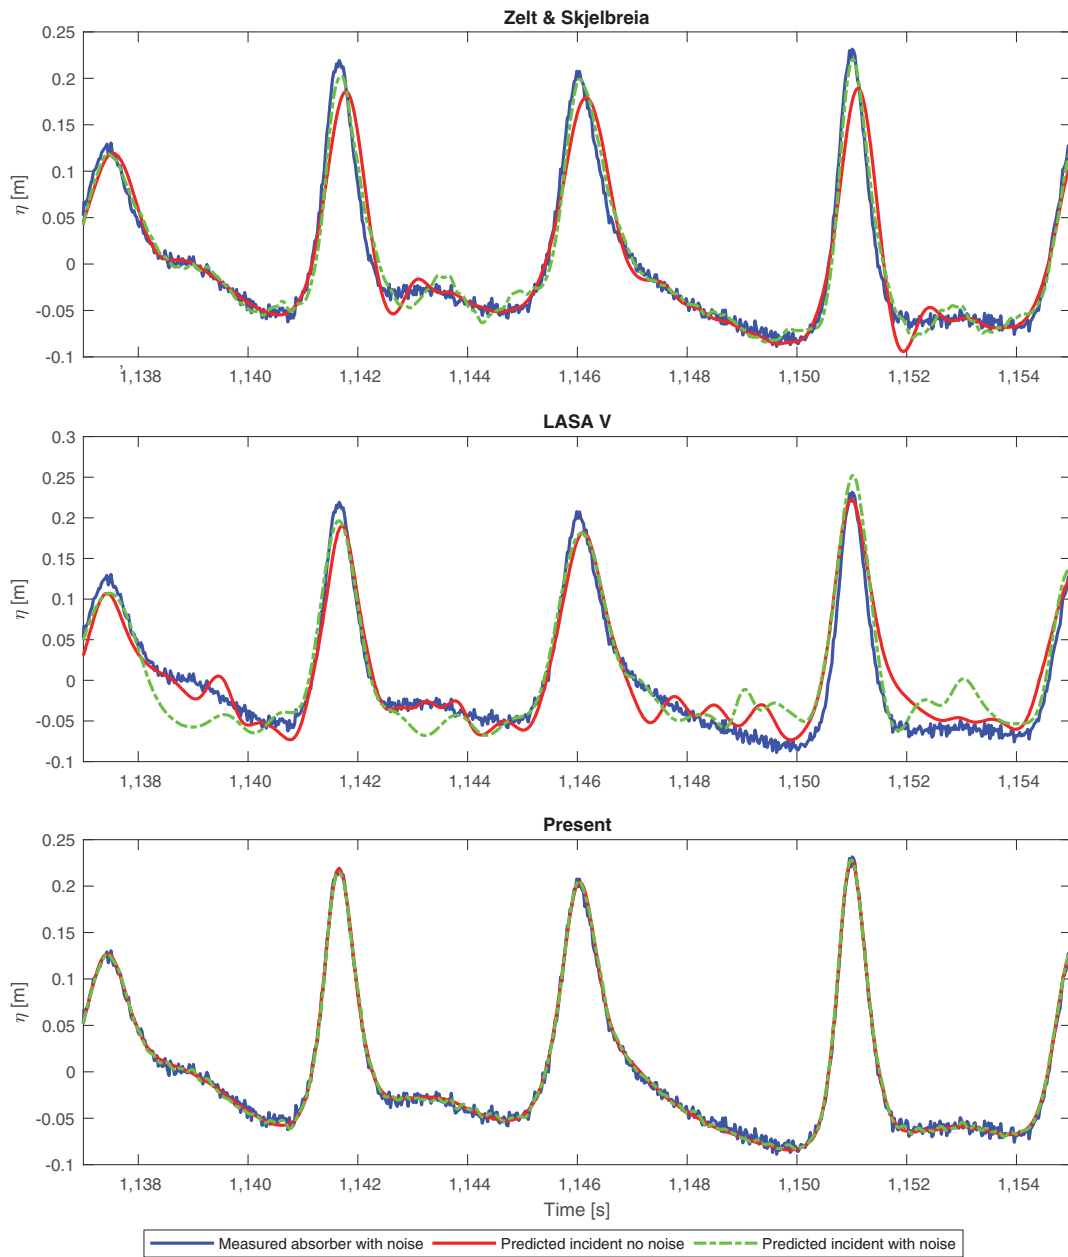 Zelt & Skjelbreia
0.25
0.2
0.15
0.1
0.05
0
-0.05
-0.1
η [m]
1,138 1,140 1,142 1,144 1,146 1,148 1,150 1,152 1,154
LASA V
0.3
0.25
0.2
0.15
0.1
0.05
0
-0.05
-0.1
η [m]
1,138 1,140 1,142 1,144 1,146 1,148 1,150 1,152 1,154
Present
0.25
0.2
0.15
0.1
0.05
0
-0.05
-0.1
η [m]
1,138 1,140 1,142 1,144 1,146 1,148 1,150 1,152 1,154
Time [s]
Measured absorber with noise Predicted incident no noise Predicted incident with noise